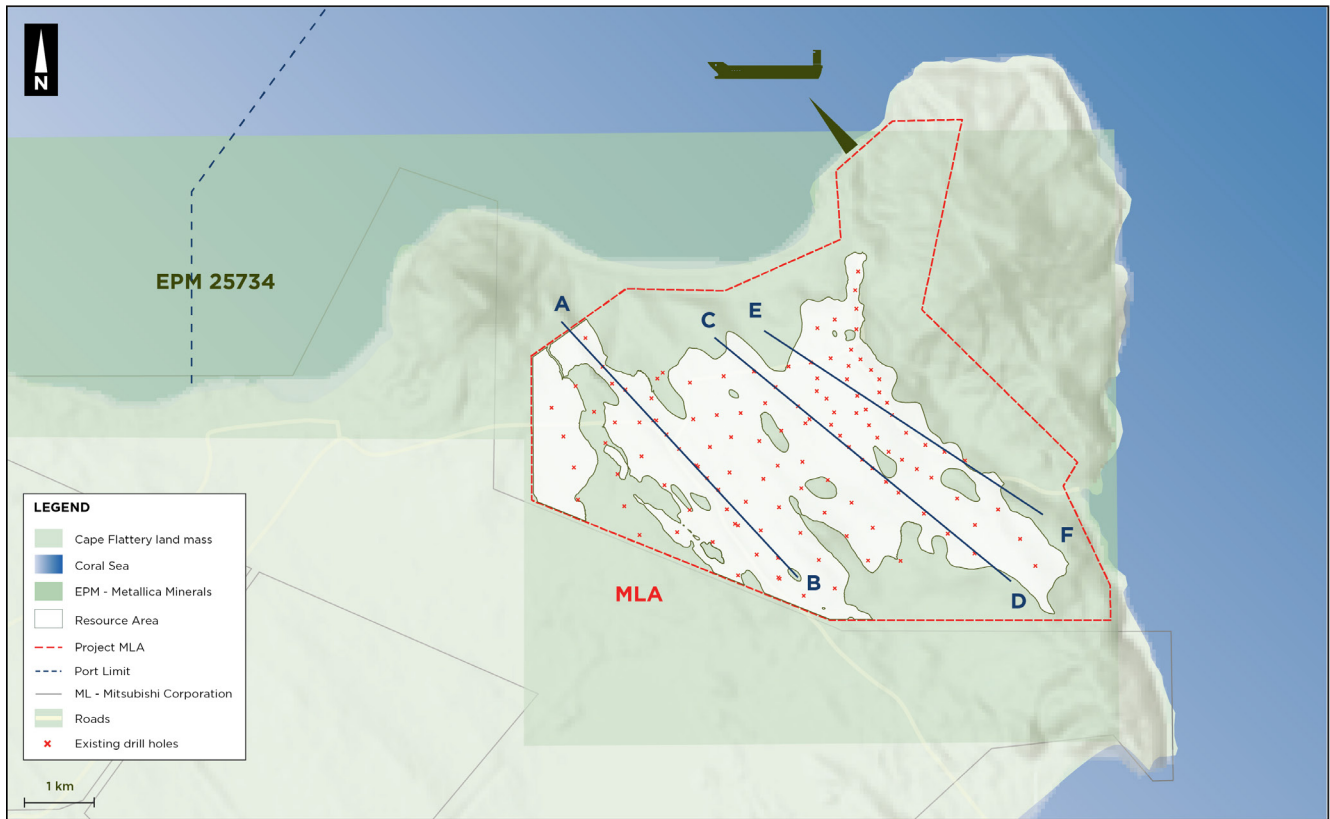 N
EPM 25734
A
C
E
F
B
D
MLA
LEGEND
Cape Flattery land mass
Coral Sea
EPM - Metallica Minerals
Resource Area
Project MLA
Port Limit
ML - Mitsubishi Corporation
Roads
Existing drill holes
1 km